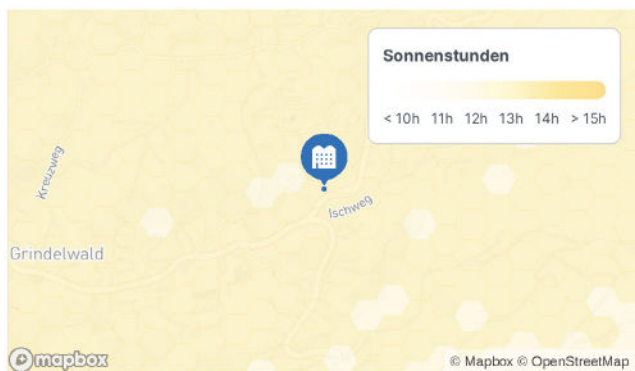 Sonnenstunden
< 10h 11h 12h 13h 14h > 15h
Kreuzweg
Ischweg
Grindelwald
mapbox
© Mapbox © OpenStreetMap